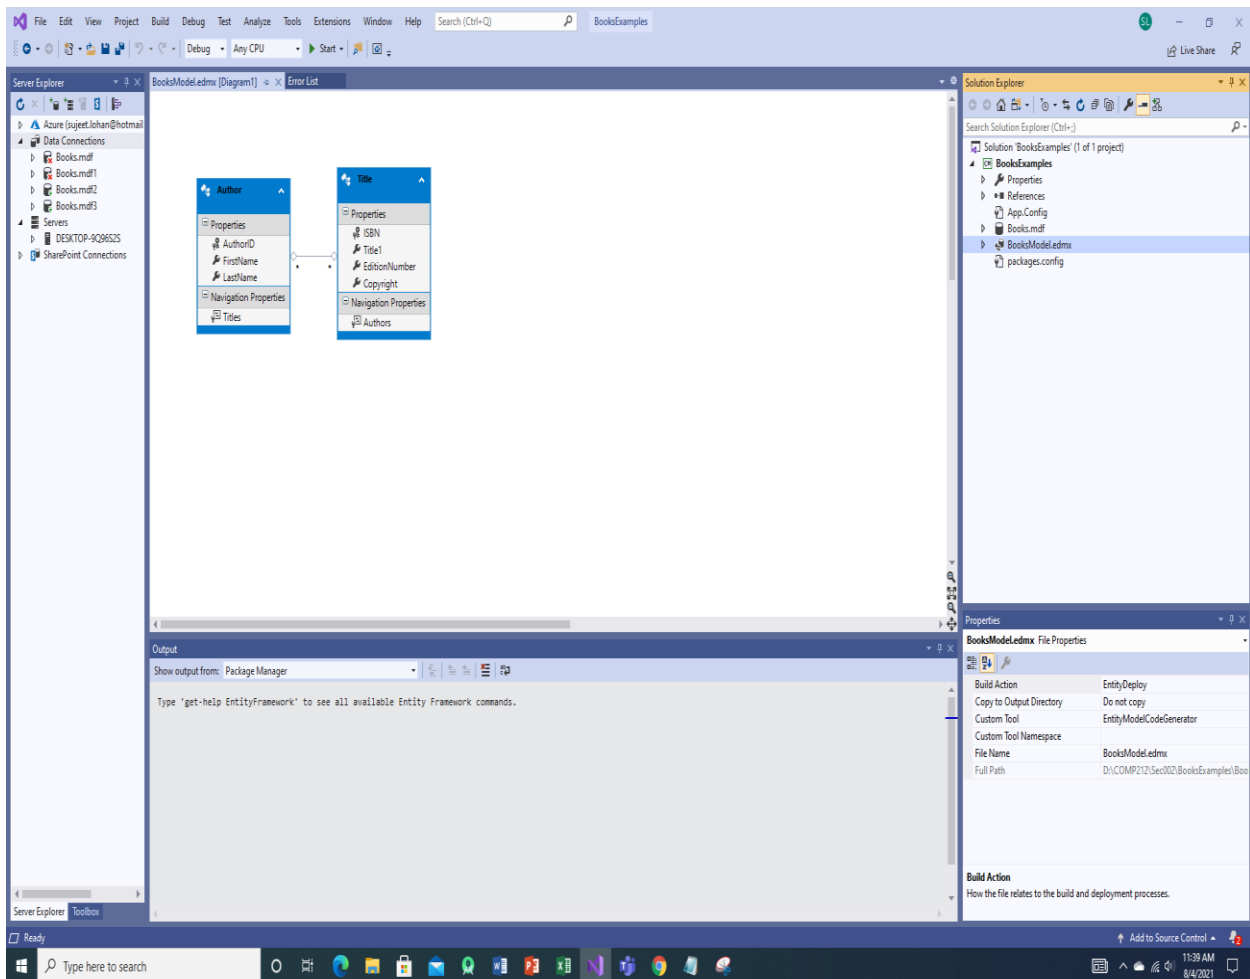 File Edit View Project Build Debug Test Analyze Tools Extensions Window Help Search (Ctrl+Q) BooksExamples SL
Debug Any CPU Start Live Share
Server Explorer
Azure (sujeet.lohan@hotmail
Data Connections
Books.mdf
Books.mdf1
Books.mdf2
Books.mdf3
Servers
DESKTOP-9Q96S2S
SharePoint Connections
Server Explorer Toolbox
BooksModel.edmx [Diagram1] Error List
Author
Properties
AuthorID
FirstName
LastName
Navigation Properties
Titles
* *
Title
Properties
ISBN
Title1
EditionNumber
Copyright
Navigation Properties
Authors
Output
Show output from: Package Manager
Type 'get-help EntityFramework' to see all available Entity Framework commands.
Solution Explorer
Search Solution Explorer (Ctrl+;)
Solution 'BooksExamples' (1 of 1 project)
BooksExamples
Properties
References
App.Config
Books.mdf
BooksModel.edmx
packages.config
Properties
BooksModel.edmx File Properties
Build Action EntityDeploy
Copy to Output Directory Do not copy
Custom Tool EntityModelCodeGenerator
Custom Tool Namespace
File Name BooksModel.edmx
Full Path D:\COMP212\Sec002\BooksExamples\Boo
Build Action
How the file relates to the build and deployment processes.
Ready Add to Source Control 2
Type here to search 11:39 AM
8/4/2021